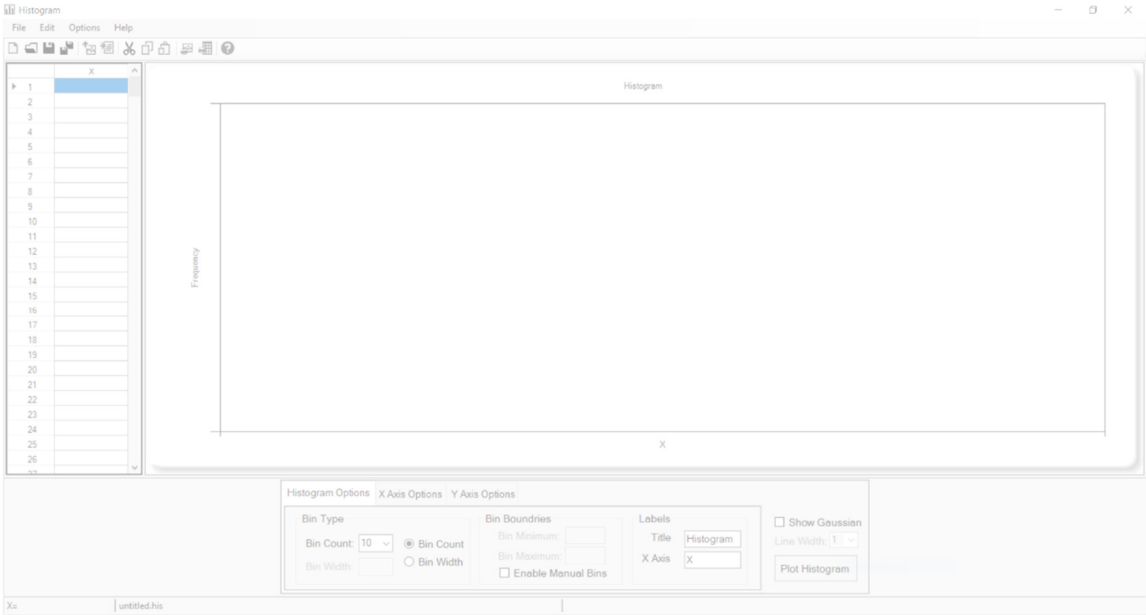 Histogram
File Edit Options Help
X
1
2
3
4
5
6
7
8
9
10
11
12
13
14
15
16
17
18
19
20
21
22
23
24
25
26
Histogram
Frequency
X
Histogram Options X Axis Options Y Axis Options
Bin Type Bin Boundries Labels
Bin Count: 10 Bin Count Bin Minimum: Title Histogram Show Gaussian
Line Width: 1
Bin Width: Bin Width Bin Maximum: X Axis X
Enable Manual Bins Plot Histogram
X= untitled.his